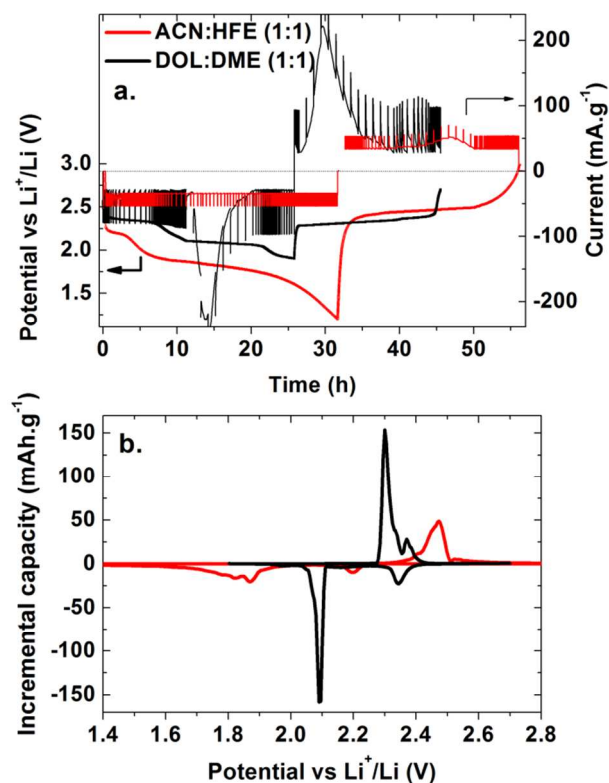 ACN:HFE (1:1)
DOL:DME (1:1)
a.
Potential vs Li⁺/Li (V)
3.0
2.5
2.0
1.5
200
100
0
-100
-200
Current (mA.g⁻¹)
0 10 20 30 40 50
Time (h)
b.
Incremental capacity (mAh.g⁻¹)
150
100
50
0
-50
-100
-150
1.4 1.6 1.8 2.0 2.2 2.4 2.6 2.8
Potential vs Li⁺/Li (V)